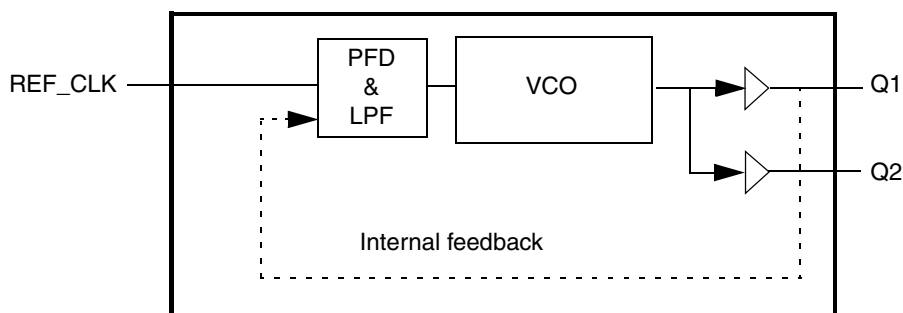 REF_CLK
PFD
&
LPF
VCO
Q1
Q2
Internal feedback